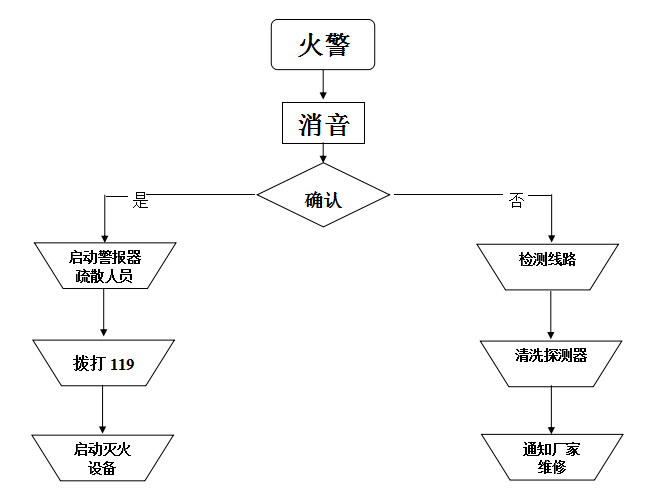 火警
消音
确认
是
否
启动警报器
疏散人员
检测线路
拨打 119
清洗探测器
启动灭火
设备
通知厂家
维修